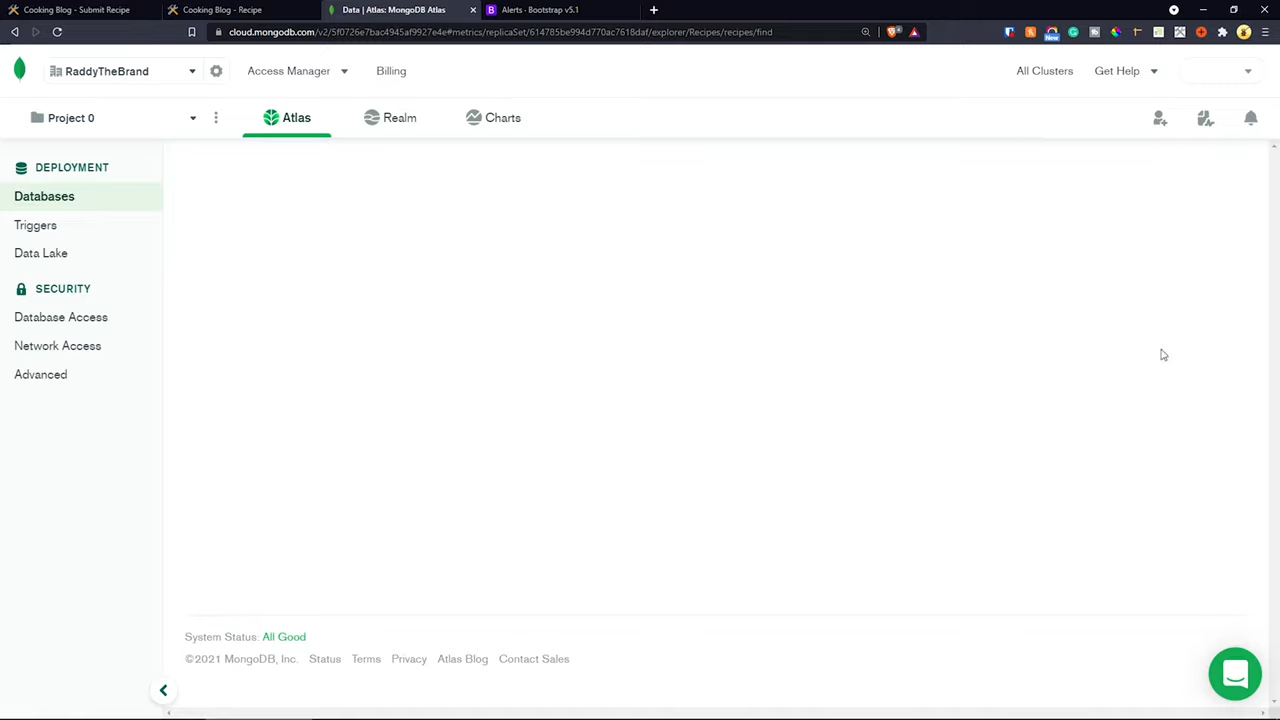 Cooking Blog - Submit Recipe
Cooking Blog - Recipe
Data | Atlas: MongoDB Atlas
Alerts · Bootstrap v5.1
cloud.mongodb.com/v2/5f0726e7bac4945af9927e4e#metrics/replicaSet/614785be994d770ac7618daf/explorer/Recipes/recipes/find
RaddyTheBrand
Access Manager
Billing
All Clusters
Get Help
Project 0
Atlas
Realm
Charts
DEPLOYMENT
Databases
Triggers
Data Lake
SECURITY
Database Access
Network Access
Advanced
System Status: All Good
©2021 MongoDB, Inc. Status Terms Privacy Atlas Blog Contact Sales